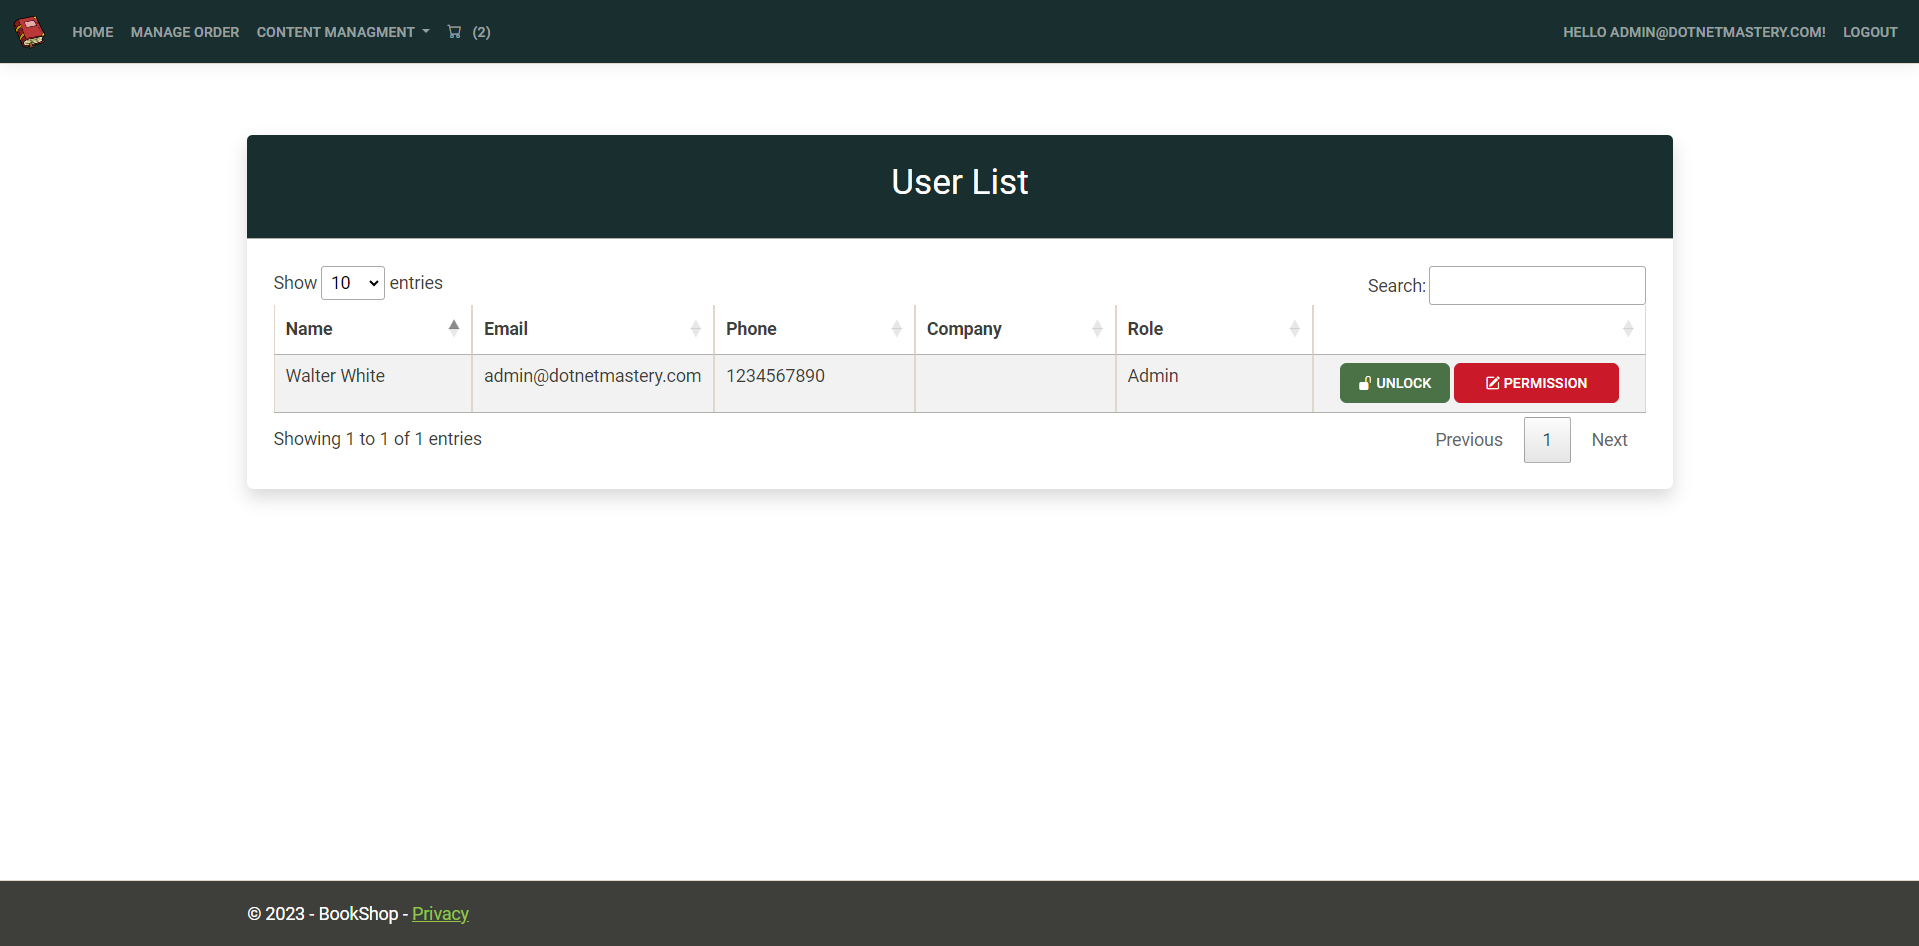 HOME MANAGE ORDER CONTENT MANAGMENT (2) HELLO ADMIN@DOTNETMASTERY.COM! LOGOUT
User List
Show 10 entries Search:
Name Email Phone Company Role
Walter White admin@dotnetmastery.com 1234567890 Admin UNLOCK PERMISSION
Showing 1 to 1 of 1 entries Previous 1 Next
© 2023 - BookShop - Privacy